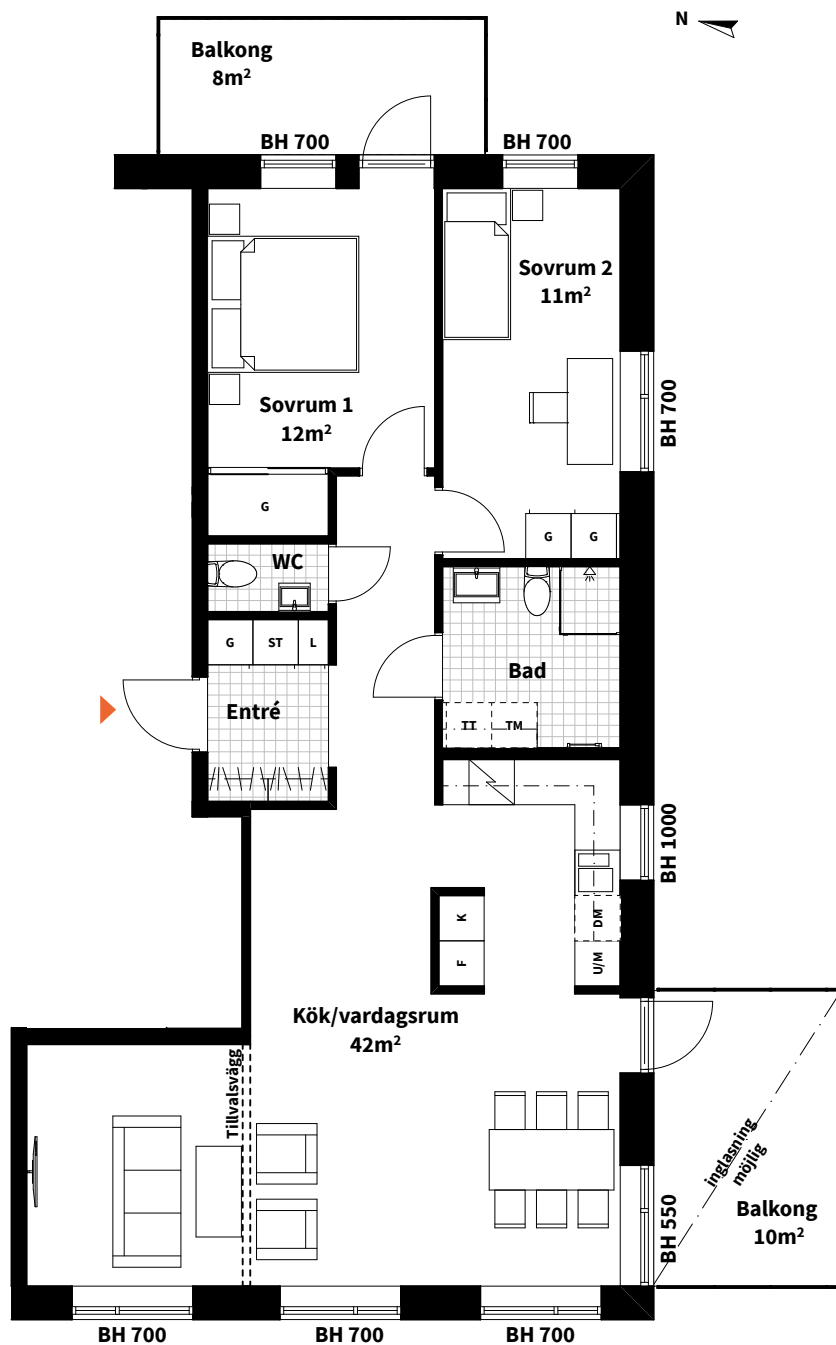 N
Balkong
8m²
BH 700
BH 700
Sovrum 2
11m²
BH 700
Sovrum 1
12m²
G
G
G
WC
G
ST
L
Entré
Bad
TT
TM
BH 1000
K
F
DM
U/M
Kök/vardagsrum
42m²
Tillvalsvägg
inglasning
möjlig
Balkong
10m²
BH 550
BH 700
BH 700
BH 700